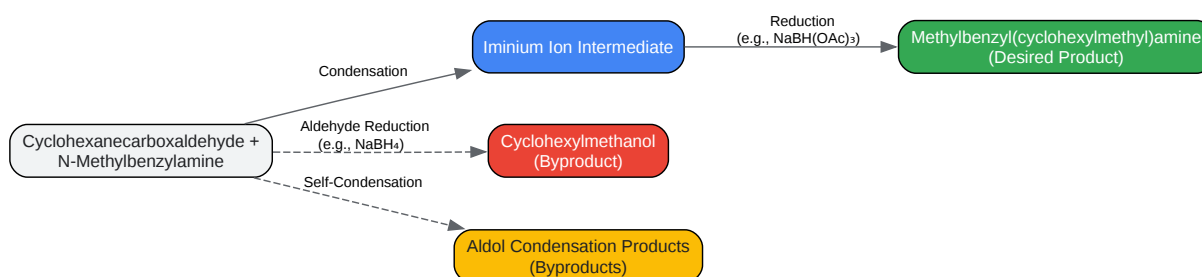 Iminium Ion Intermediate
Reduction
(e.g., NaBH(OAc)₃)
Methylbenzyl(cyclohexylmethyl)amine
(Desired Product)
Condensation
Cyclohexanecarboxaldehyde +
N-Methylbenzylamine
Aldehyde Reduction
(e.g., NaBH₄)
Cyclohexylmethanol
(Byproduct)
Self-Condensation
Aldol Condensation Products
(Byproducts)